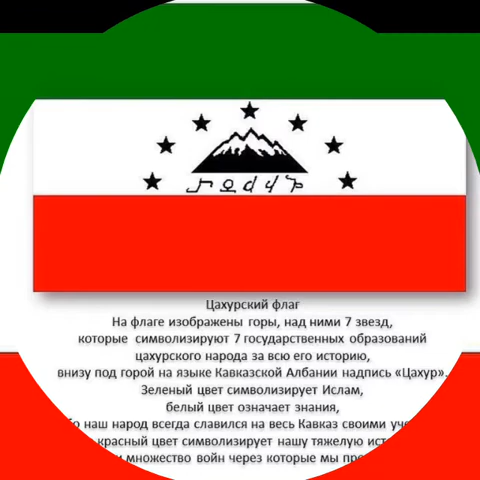 Цахурский флаг
На флаге изображены горы, над ними 7 звезд,
которые символизируют 7 государственных образований
цахурского народа за всю его историю,
внизу под горой на языке Кавказской Албании надпись «Цахур».
Зеленый цвет символизирует Ислам,
белый цвет означает знания,
наш народ всегда славился на весь Кавказ своими
красный цвет символизирует нашу тяжелую
и множество войн через которые мы